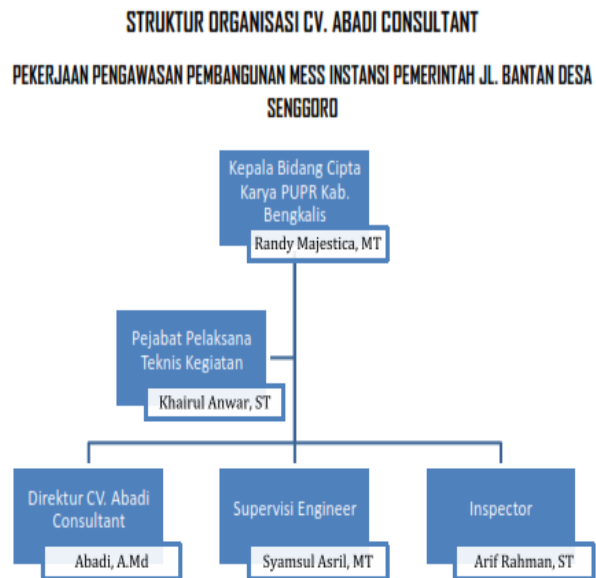 STRUKTUR ORGANISASI CV. ABADI CONSULTANT
PEKERJAAN PENGAWASAN PEMBANGUNAN MESS INSTANSI PEMERINTAH JL. BANTAN DESA
SENGGORO
Kepala Bidang Cipta
Karya PUPR Kab.
Bengkalis
Randy Majestica, MT
Pejabat Pelaksana
Teknis Kegiatan
Khairul Anwar, ST
Direktur CV. Abadi
Consultant
Abadi, A.Md
Supervisi Engineer
Syamsul Asril, MT
Inspector
Arif Rahman, ST